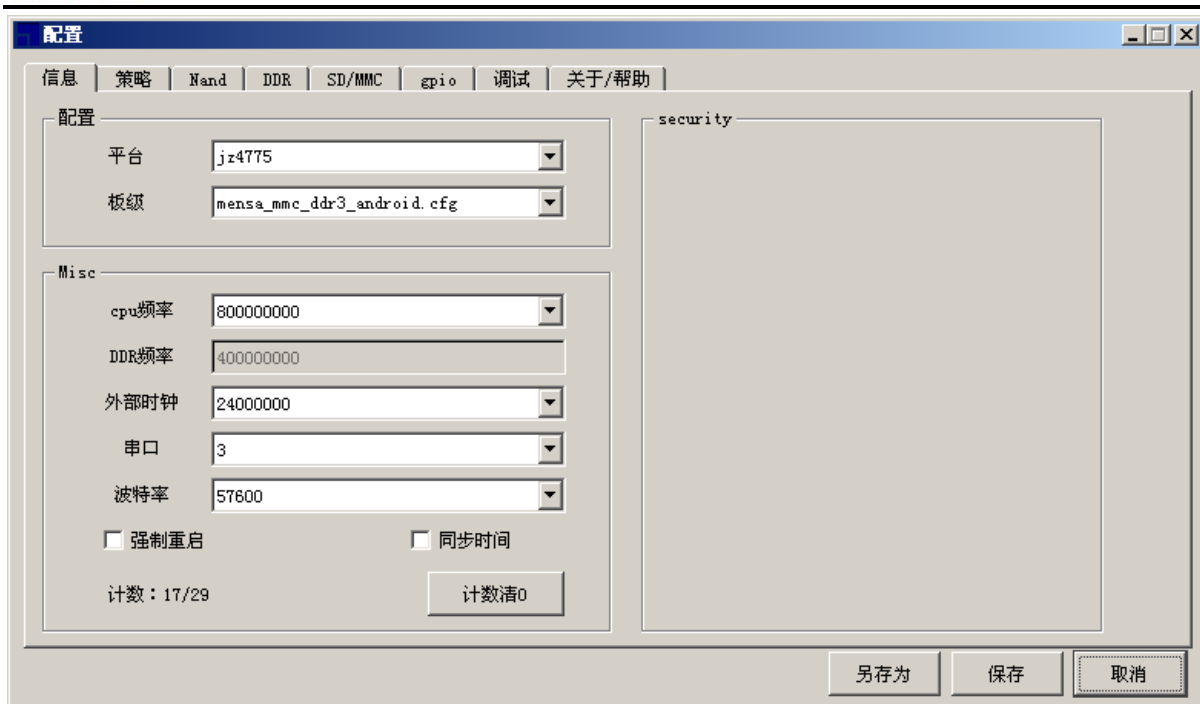 配置
信息 策略 Nand DDR SD/MMC gpio 调试 关于/帮助
配置
平台 jz4775
板级 mensa_mmc_ddr3_android.cfg
Misc
cpu频率 800000000
DDR频率 400000000
外部时钟 24000000
串口 3
波特率 57600
强制重启 同步时间
计数：17/29 计数清0
security
另存为 保存 取消